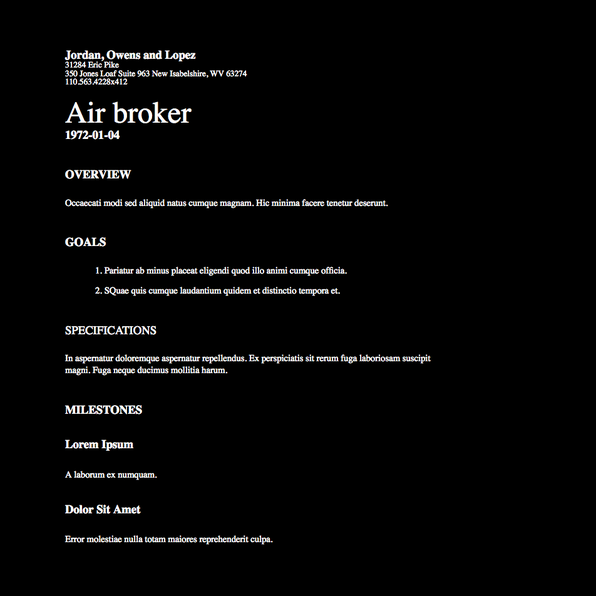 Jordan, Owens and Lopez
31284 Eric Pike
350 Jones Loaf Suite 963 New Isabelshire, WV 63274
110.563.4228x412
Air broker
1972-01-04
OVERVIEW
Occaecati modi sed aliquid natus cumque magnam. Hic minima facere tenetur deserunt.
GOALS
1. Pariatur ab minus placeat eligendi quod illo animi cumque officia.
2. SQuae quis cumque laudantium quidem et distinctio tempora et.
SPECIFICATIONS
In aspernatur doloremque aspernatur repellendus. Ex perspiciatis sit rerum fuga laboriosam suscipit
magni. Fuga neque ducimus mollitia harum.
MILESTONES
Lorem Ipsum
A laborum ex numquam.
Dolor Sit Amet
Error molestiae nulla totam maiores reprehenderit culpa.